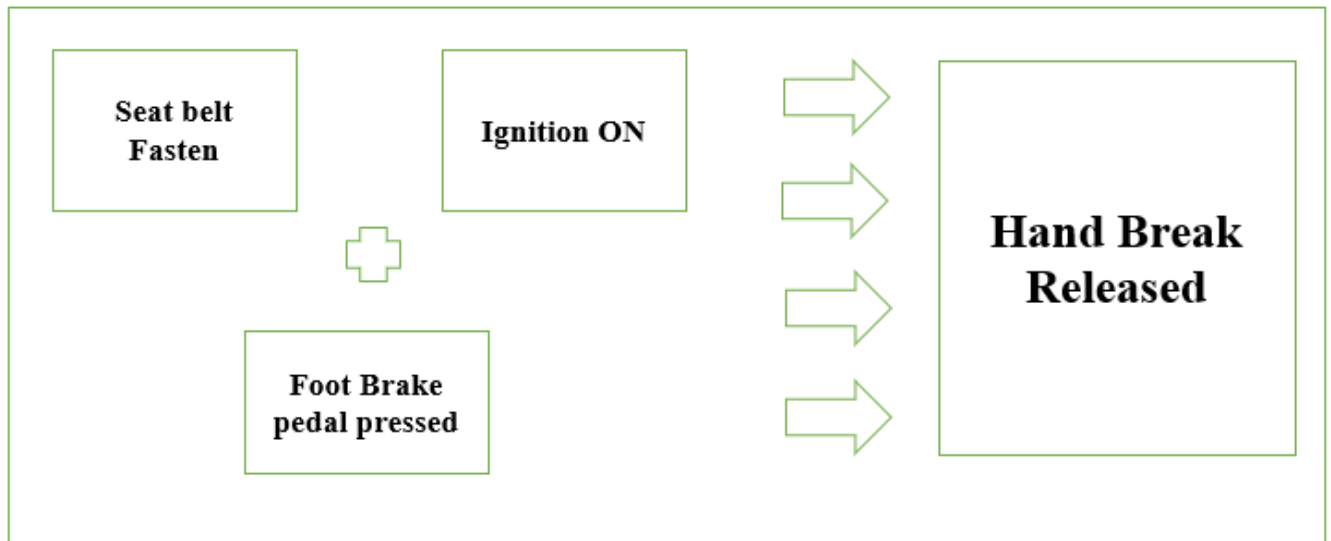 Seat belt
Fasten
Ignition ON
Foot Brake
pedal pressed
Hand Break
Released